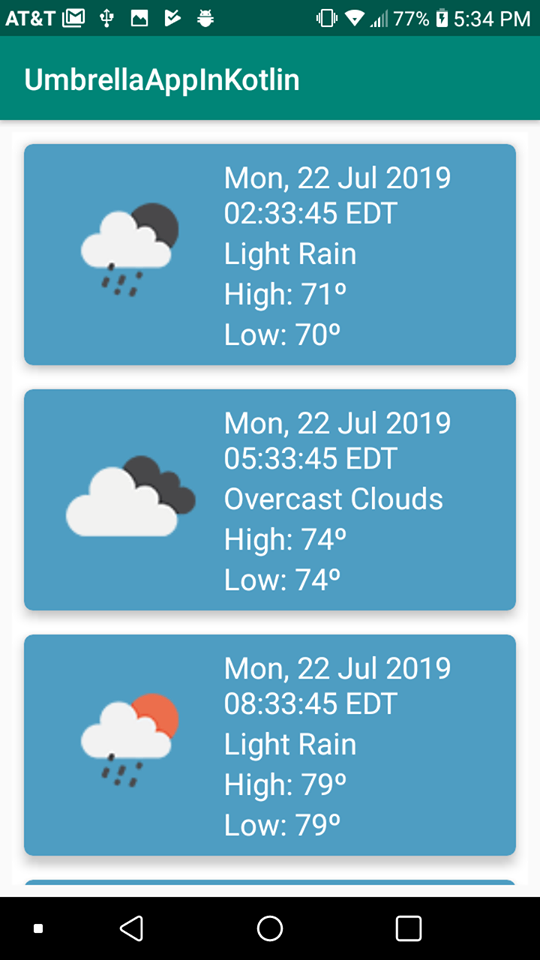 AT&T 77% 5:34 PM
UmbrellaAppInKotlin
Mon, 22 Jul 2019
02:33:45 EDT
Light Rain
High: 71º
Low: 70º
Mon, 22 Jul 2019
05:33:45 EDT
Overcast Clouds
High: 74º
Low: 74º
Mon, 22 Jul 2019
08:33:45 EDT
Light Rain
High: 79º
Low: 79º